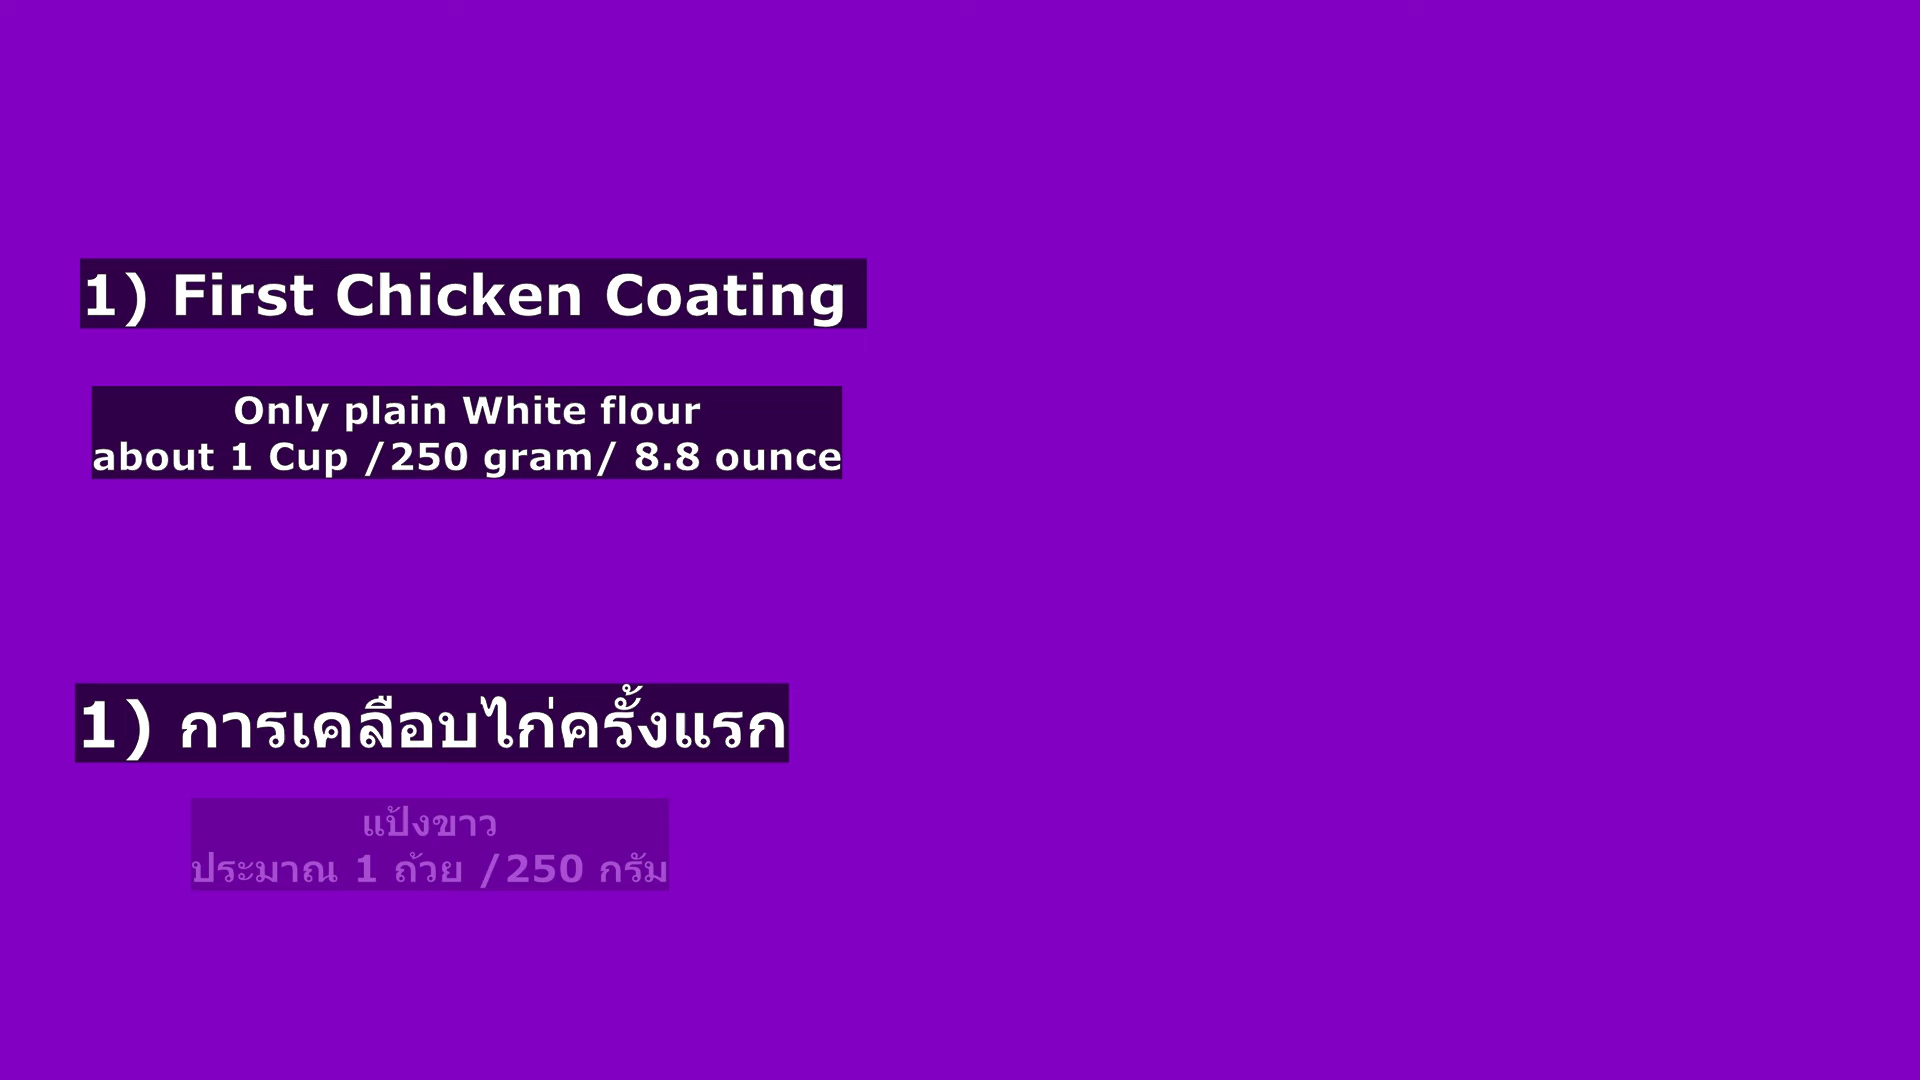 1) First Chicken Coating
Only plain White flour
about 1 Cup /250 gram/ 8.8 ounce
1) การเคลือบไก่ครั้งแรก
แป้งขาว
ประมาณ 1 ถ้วย /250 กรัม